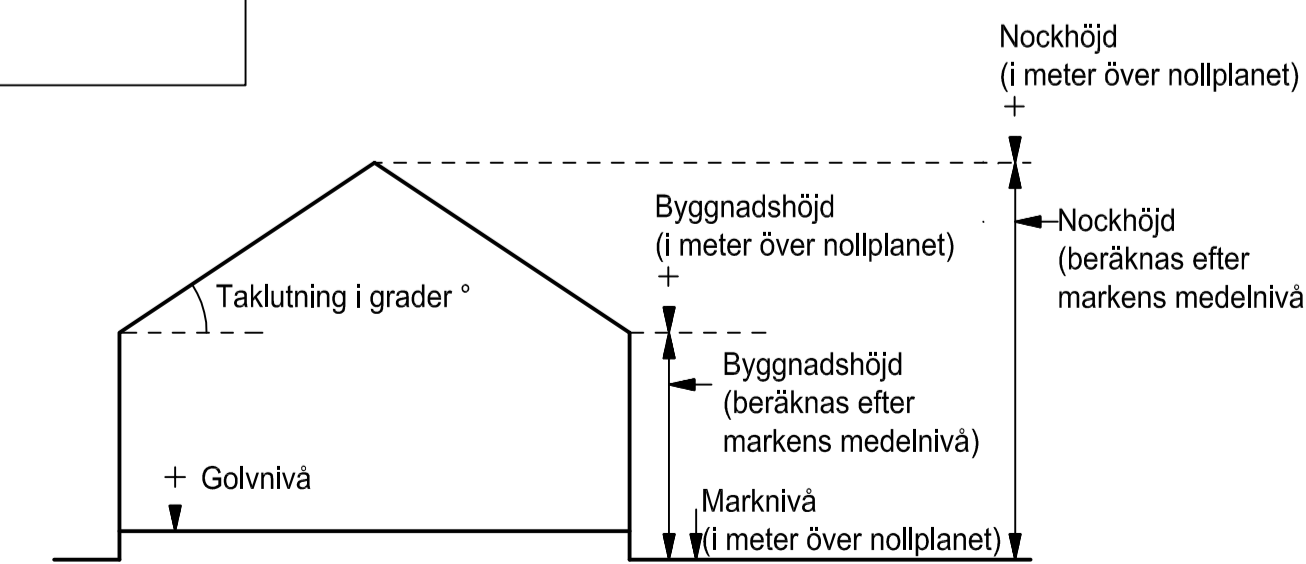 Nockhöjd
(i meter över nollplanet)
+
Byggnadshöjd
(i meter över nollplanet)
+
Nockhöjd
(beräknas efter
markens medelnivå
Taklutning i grader °
Byggnadshöjd
(beräknas efter
markens medelnivå)
+ Golvnivå
Marknivå
(i meter över nollplanet)